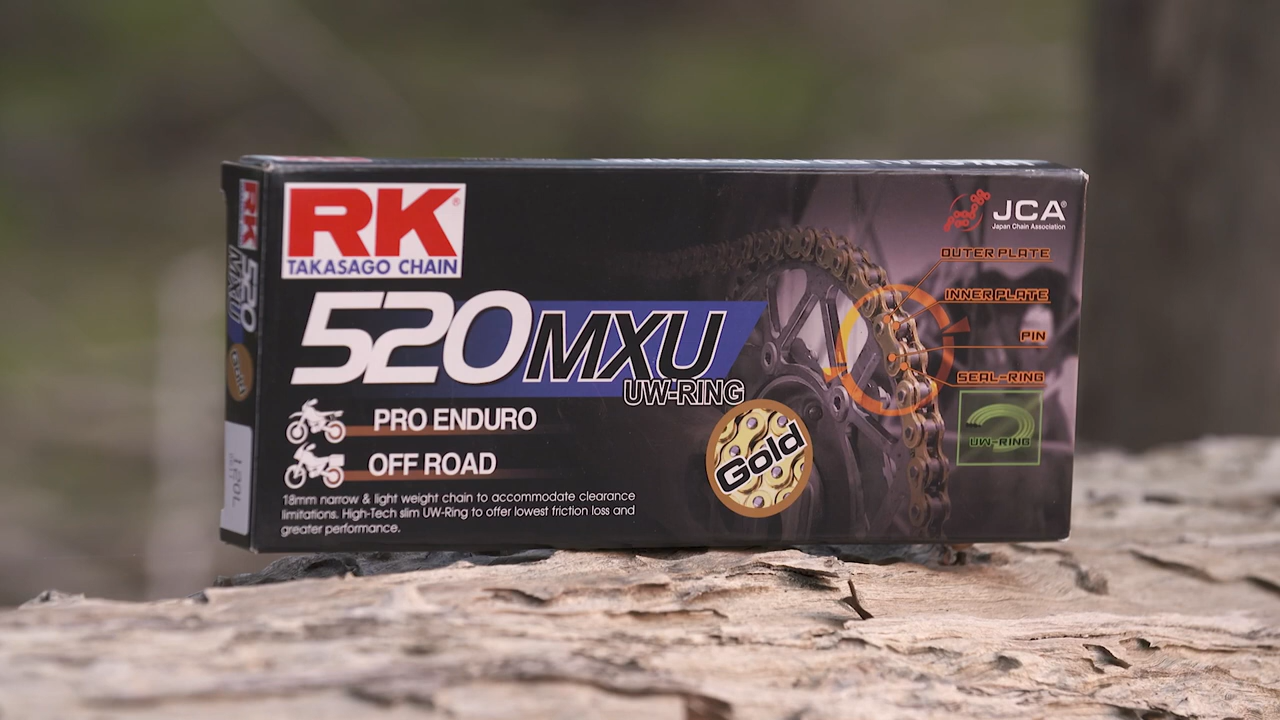 RK
TAKASAGO CHAIN
520MXU
UW-RING
PRO ENDURO
OFF ROAD
18mm narrow & light weight chain to accommodate clearance
limitations. High-Tech slim UW-Ring to offer lowest friction loss and
greater performance.
Gold
JCA
Japan Chain Association
OUTER PLATE
INNER PLATE
PIN
SEAL-RING
UW-RING
RK
520
MXU
120L